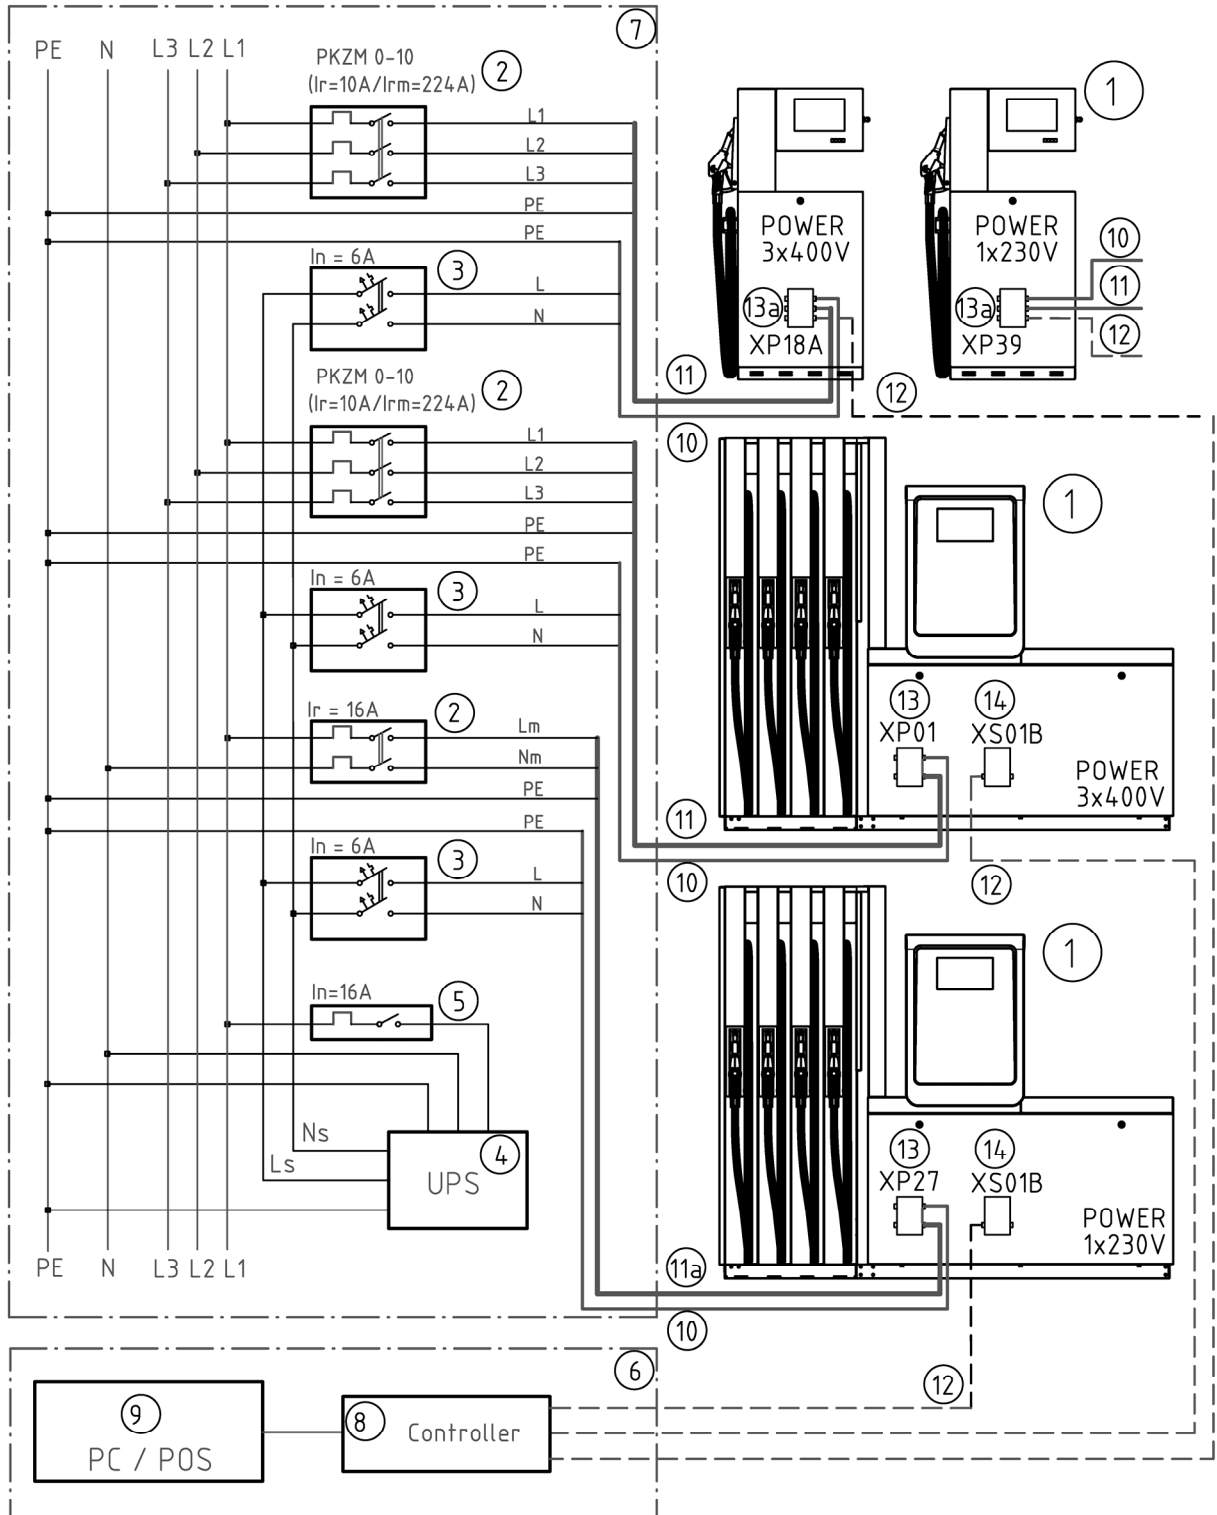 7
PE N L3 L2 L1
PKZM 0-10
(Ir=10A/Irm=224A)
2
L1
L2
L3
PE
PE
In = 6A
3
L
N
PKZM 0-10
(Ir=10A/Irm=224A)
2
L1
L2
L3
PE
PE
In = 6A
3
L
N
Ir = 16A
2
Lm
Nm
PE
PE
In = 6A
3
L
N
In=16A
5
Ns
Ls
4
UPS
PE N L3 L2 L1
1
POWER
3x400V
13a
XP18A
POWER
1x230V
13a
XP39
10
11
12
11
12
10
1
13
XP01
14
XS01B
POWER
3x400V
11
10
12
1
13
XP27
14
XS01B
POWER
1x230V
11a
10
12
6
9
PC / POS
8
Controller